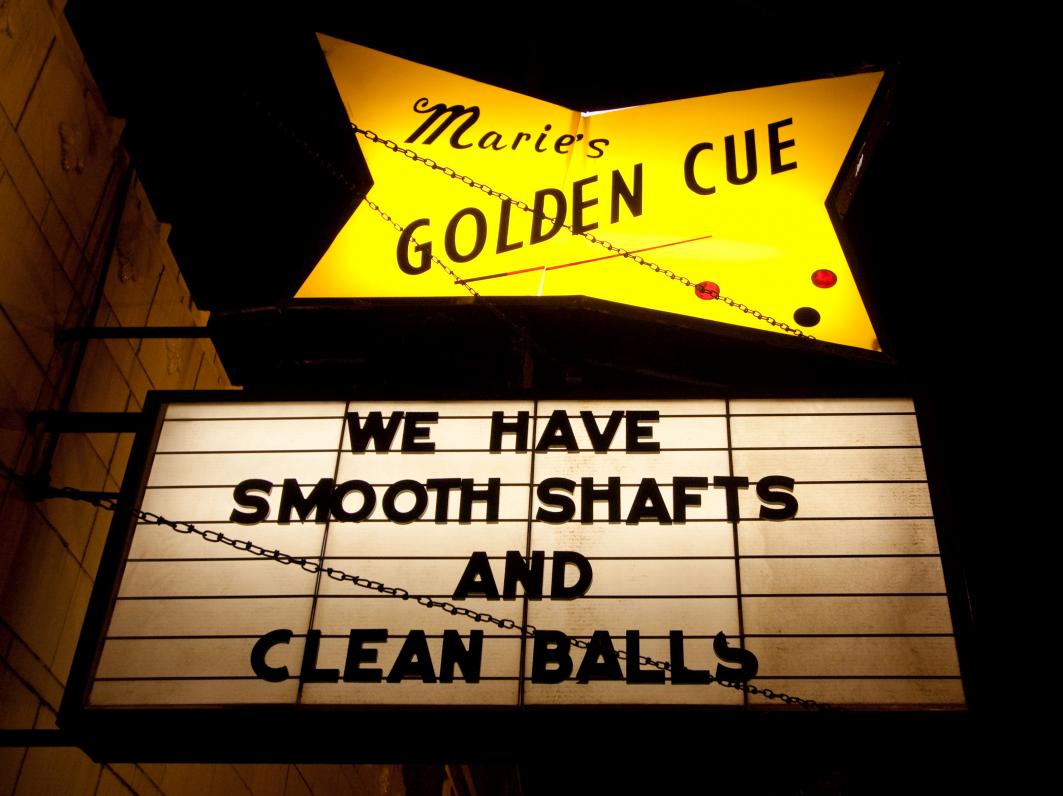 Marie's
GOLDEN CUE
WE HAVE
SMOOTH SHAFTS
AND
CLEAN BALLS